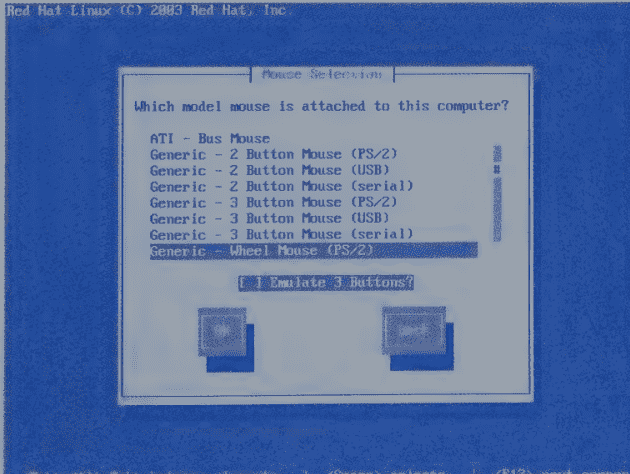 Red Hat Linux (C) 2003 Red Hat, Inc
Mouse Selection
Which model mouse is attached to this computer?
ATI - Bus Mouse
Generic - 2 Button Mouse (PS/2)
Generic - 2 Button Mouse (USB)
Generic - 2 Button Mouse (serial)
Generic - 3 Button Mouse (PS/2)
Generic - 3 Button Mouse (USB)
Generic - 3 Button Mouse (serial)
Generic - Wheel Mouse (PS/2)
[ ] Emulate 3 Buttons?